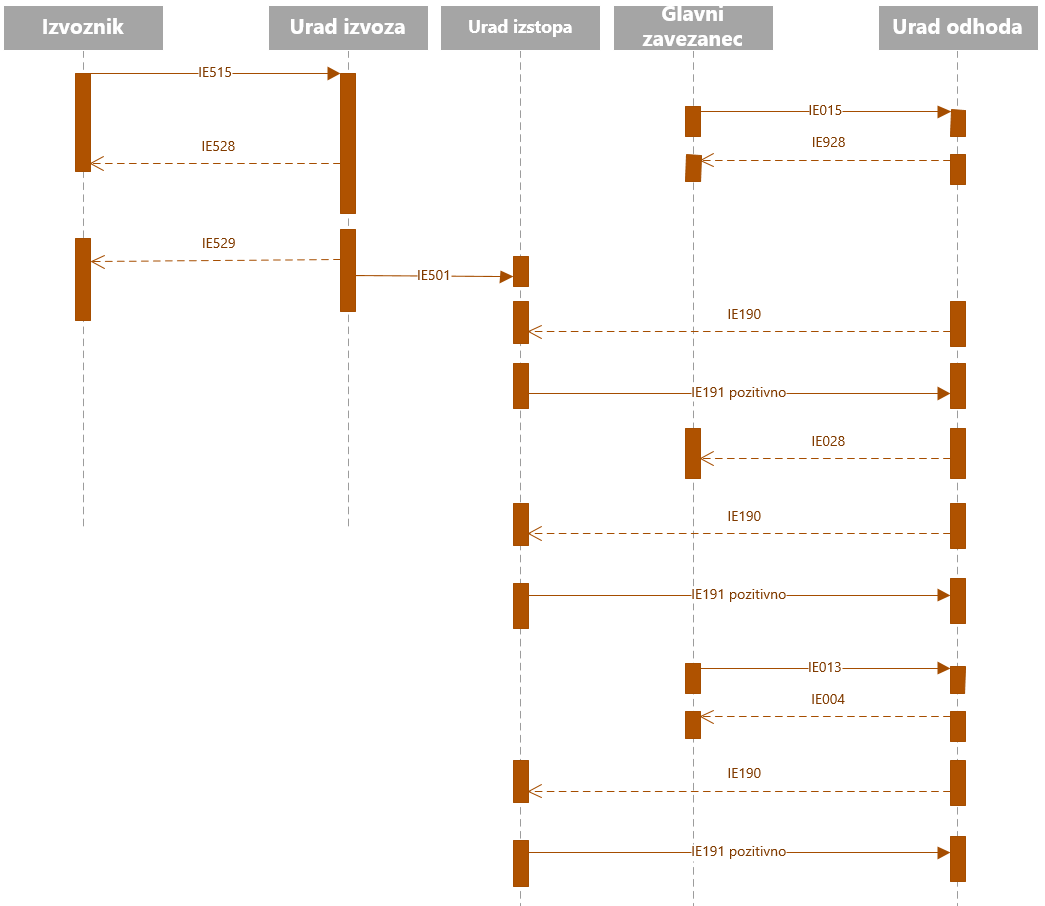 Izvoznik
Urad izvoza
Urad izstopa
Glavni
zavezanec
Urad odhoda
IE515
IE015
IE928
IE528
IE529
IE501
IE190
IE191 pozitivno
IE028
IE190
IE191 pozitivno
IE013
IE004
IE190
IE191 pozitivno